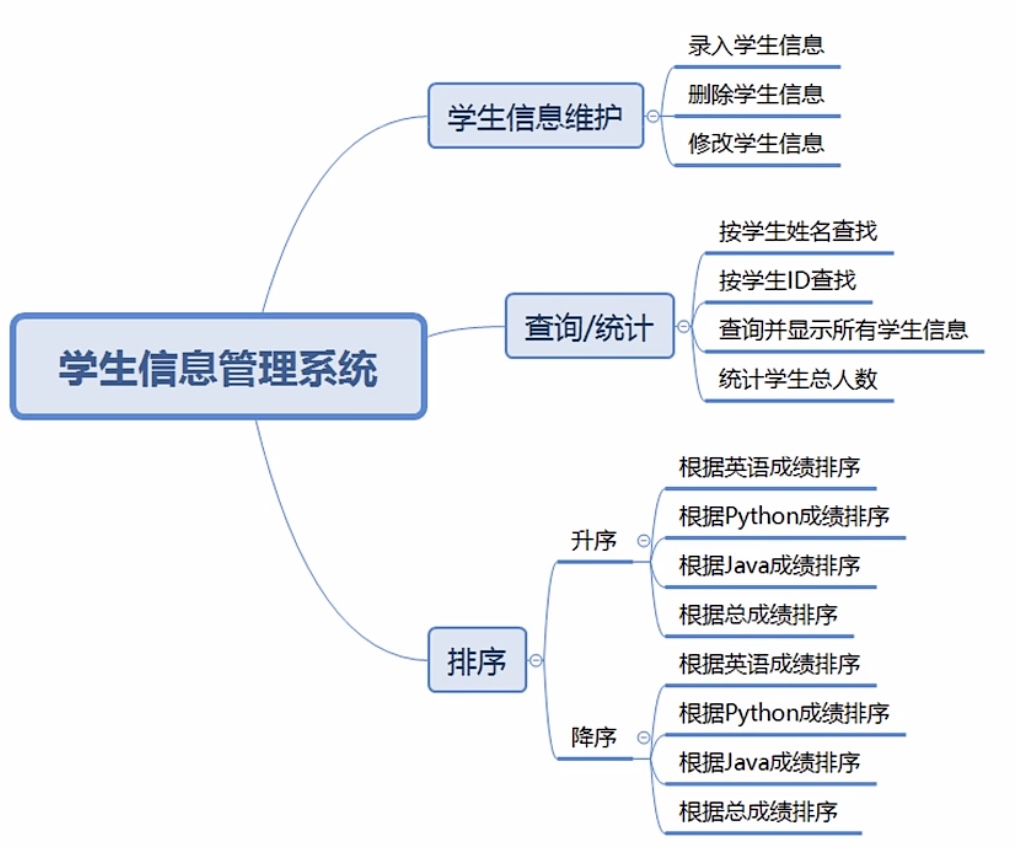 学生信息管理系统
学生信息维护
录入学生信息
删除学生信息
修改学生信息
查询/统计
按学生姓名查找
按学生ID查找
查询并显示所有学生信息
统计学生总人数
排序
升序
根据英语成绩排序
根据Python成绩排序
根据Java成绩排序
根据总成绩排序
降序
根据英语成绩排序
根据Python成绩排序
根据Java成绩排序
根据总成绩排序